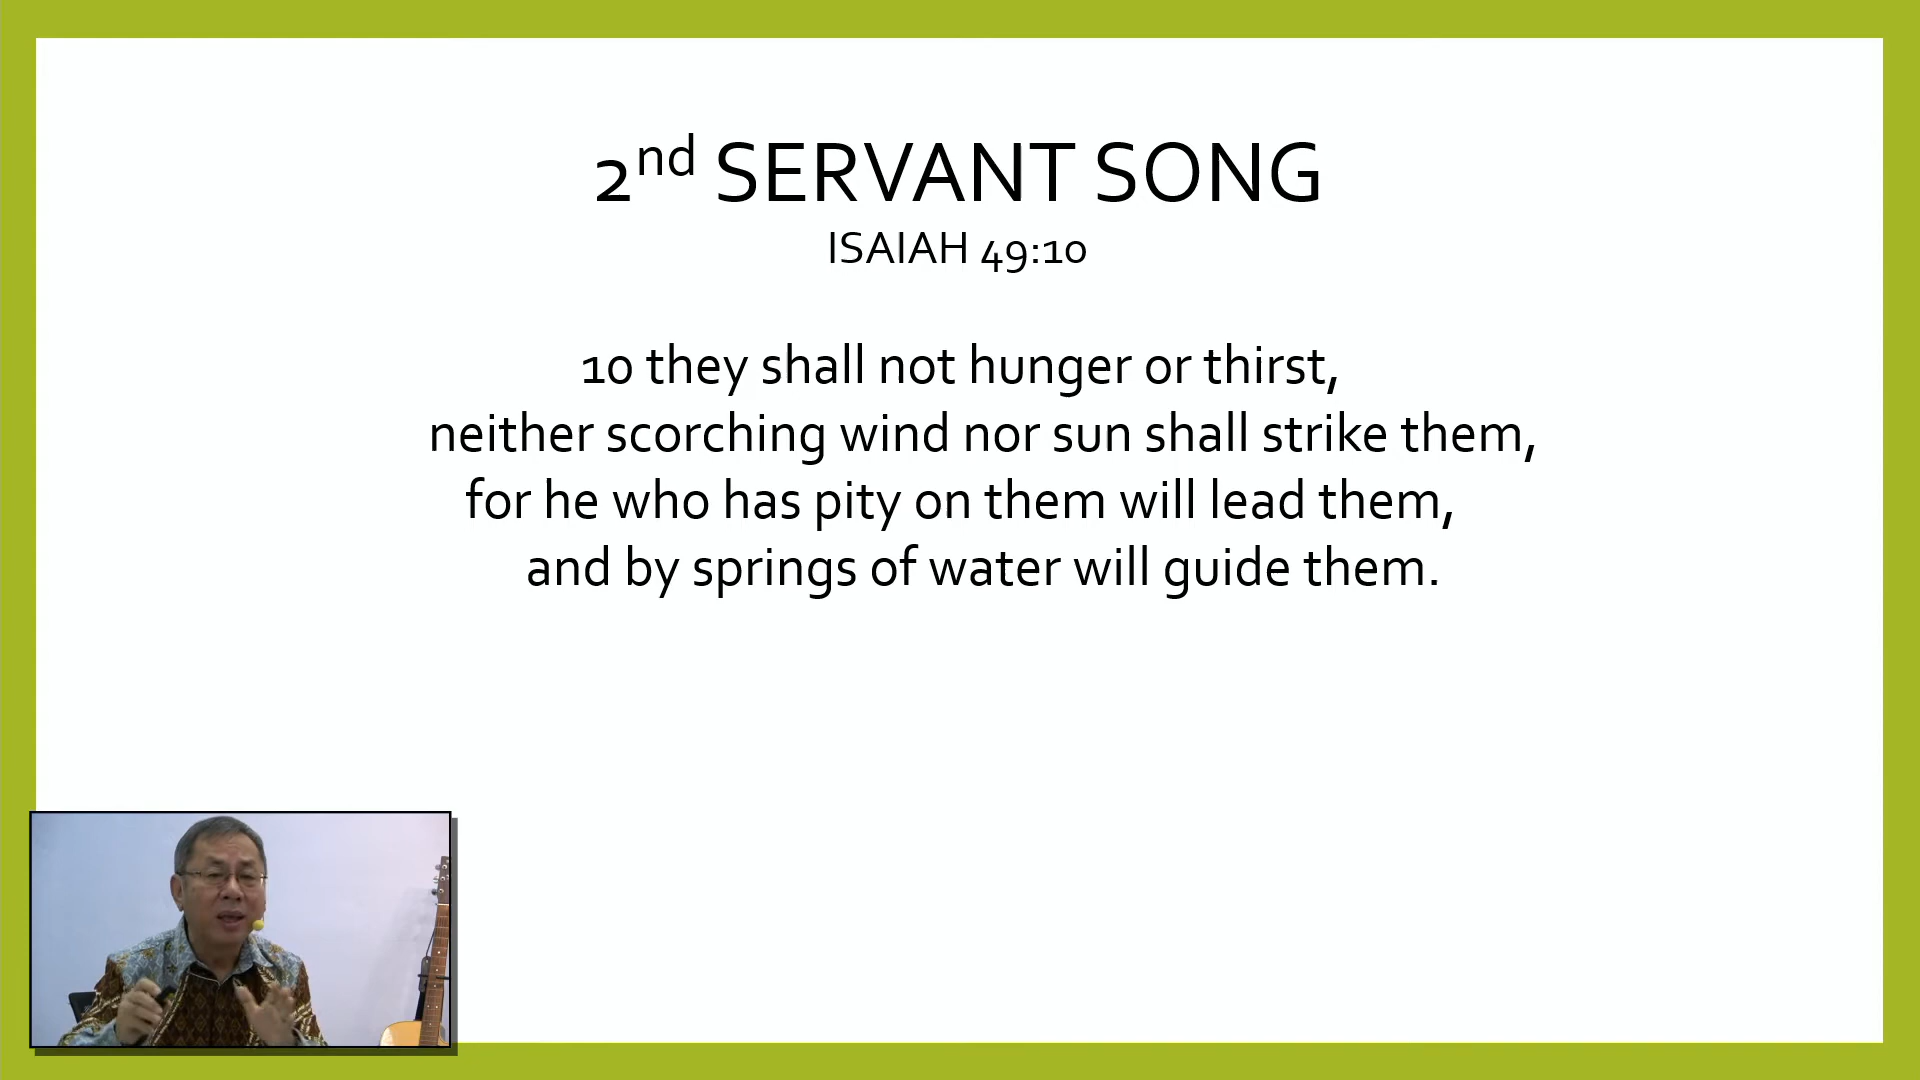 2nd SERVANT SONG
ISAIAH 49:10
10 they shall not hunger or thirst,
neither scorching wind nor sun shall strike them,
for he who has pity on them will lead them,
and by springs of water will guide them.